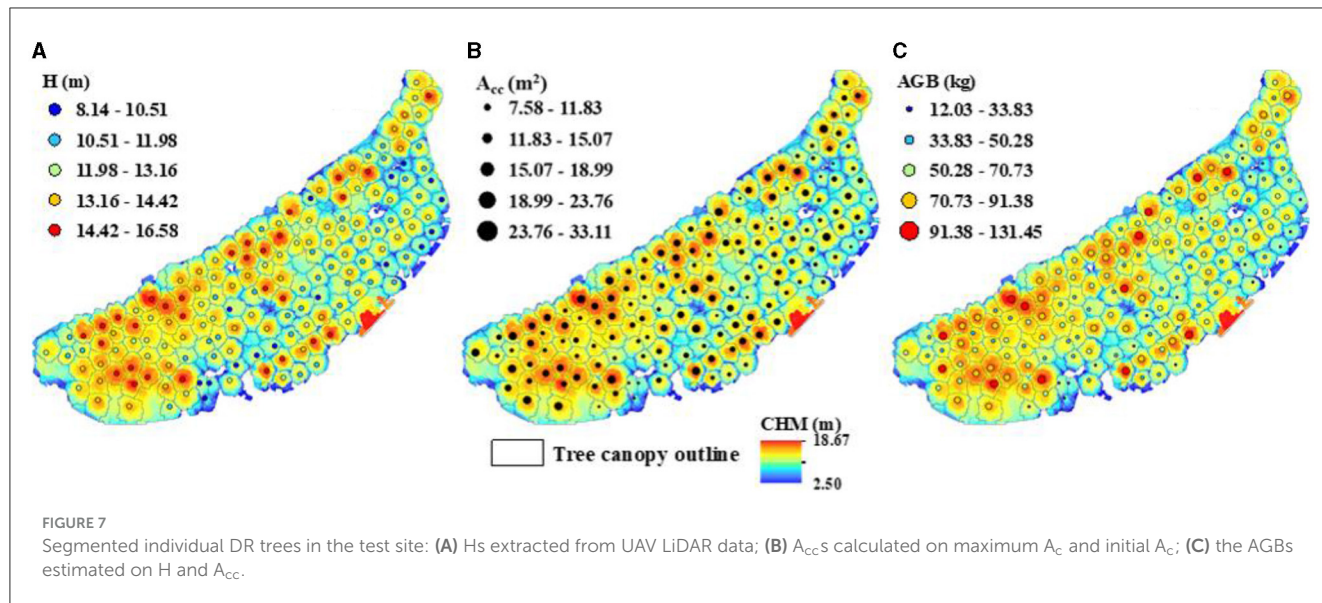 A
H (m)
8.14 - 10.51
10.51 - 11.98
11.98 - 13.16
13.16 - 14.42
14.42 - 16.58
B
Acc (m²)
7.58 - 11.83
11.83 - 15.07
15.07 - 18.99
18.99 - 23.76
23.76 - 33.11
C
AGB (kg)
12.03 - 33.83
33.83 - 50.28
50.28 - 70.73
70.73 - 91.38
91.38 - 131.45
Tree canopy outline
CHM (m)
18.67
2.50
FIGURE 7
Segmented individual DR trees in the test site: (A) Hs extracted from UAV LiDAR data; (B) Accs calculated on maximum Ac and initial Ac; (C) the AGBs
estimated on H and Acc.